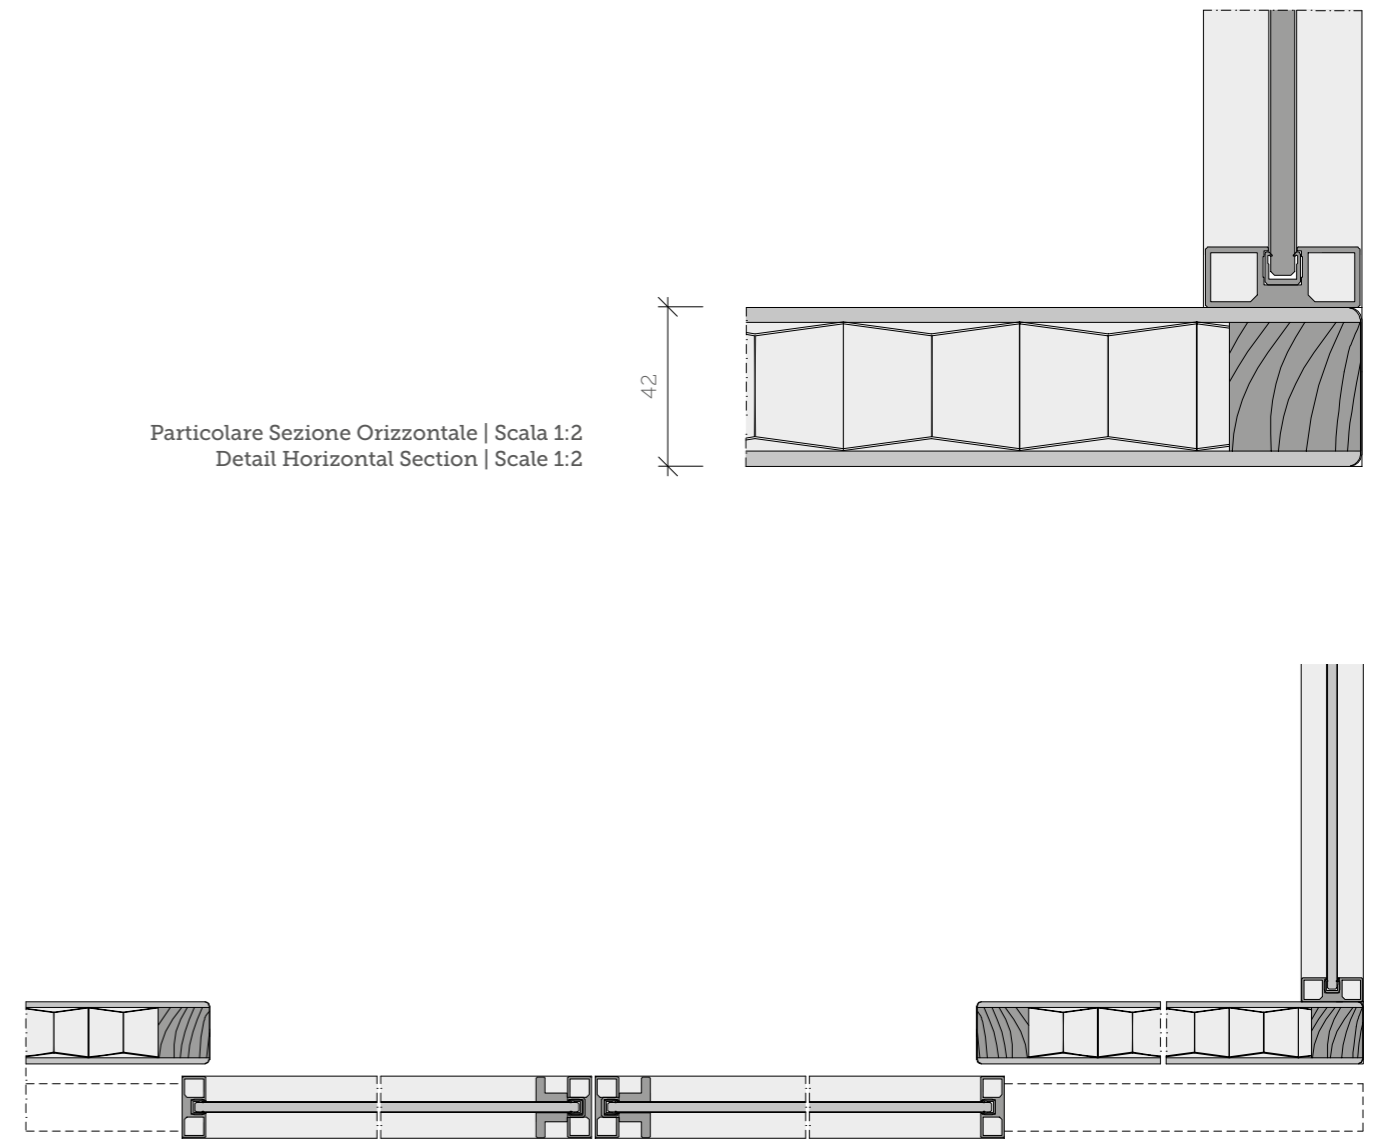 42
Particolare Sezione Orizzontale | Scala 1:2
Detail Horizontal Section | Scale 1:2